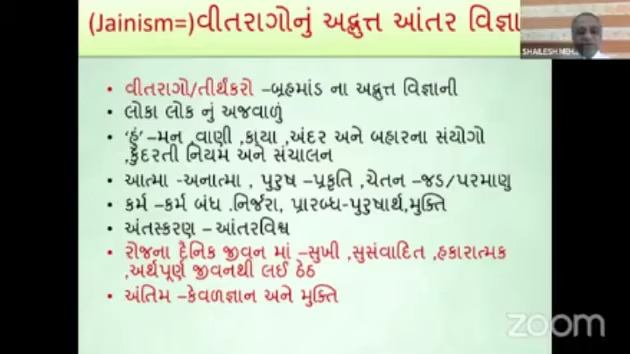 (Jainism=)વીતરાગોનું અદ્ભુત્ત આંતર વિજ્ઞા
SHAILESH MEH
• વીતરાગો/તીર્થંકરો –બ્રહ્માંડ ના અદ્ભુત્ત વિજ્ઞાની
• લોકા લોક નું અજવાળું
• ‘હું’ –મન ,વાણી ,કાયા ,અંદર અને બહારના સંયોગો
,કુદરતી નિયમ અને સંચાલન
• આત્મા -અનાત્મા , પુરુષ –પ્રકૃતિ ,ચેતન –જડ/પરમાણુ
• કર્મ –કર્મ બંધ .નિર્જરા, પ્રારબ્ધ-પુરુષાર્થ,મુક્તિ
• અંતસ્કરણ – આંતરવિશ્વ
• રોજના દૈનિક જીવન માં –સુખી ,સુસંવાદિત ,હકારાત્મક
,અર્થપૂર્ણ જીવનથી લઈ ઠેઠ
• અંતિમ –કેવળજ્ઞાન અને મુક્તિ
zoom